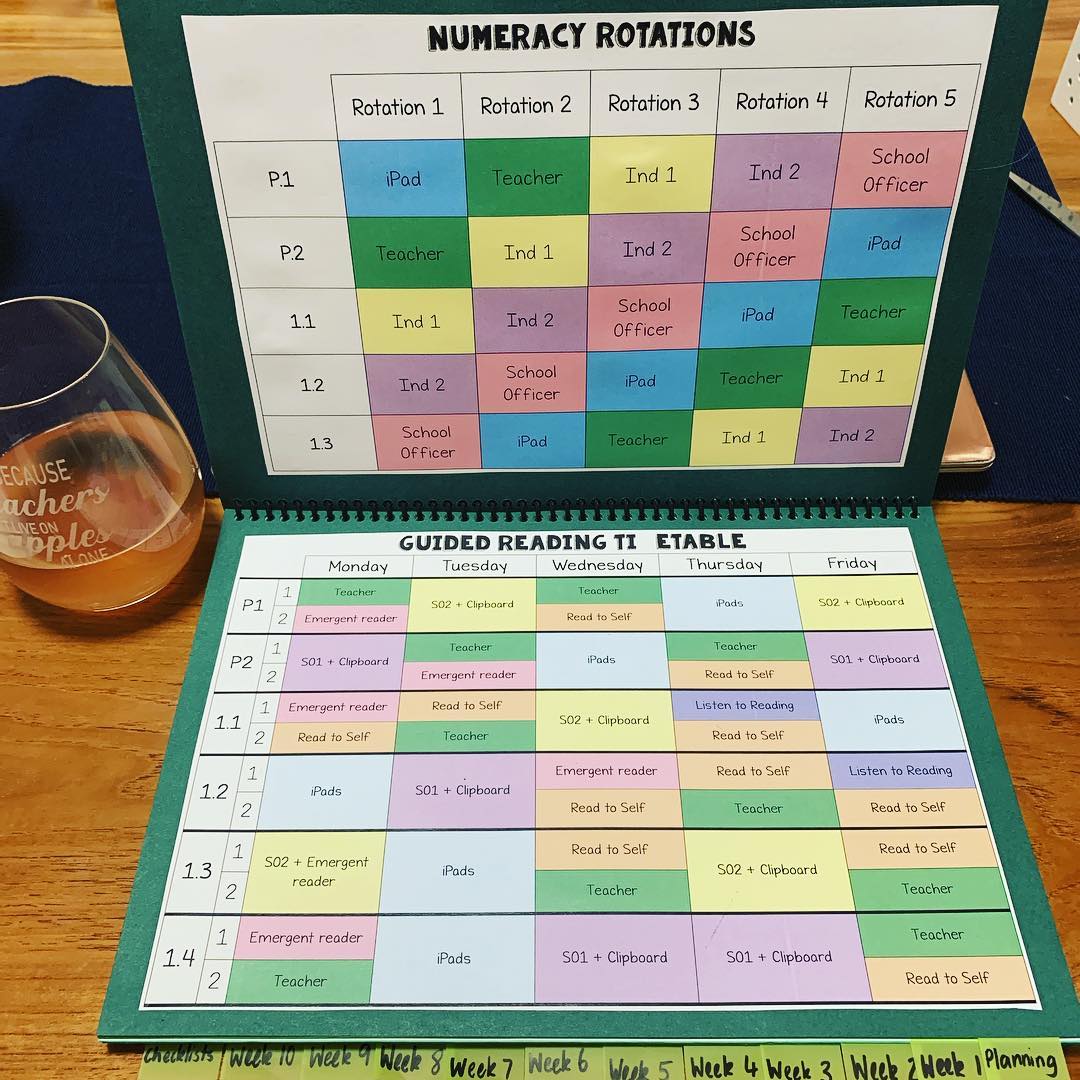 NUMERACY ROTATIONS
Rotation 1 Rotation 2 Rotation 3 Rotation 4 Rotation 5
P.1 iPad Teacher Ind 1 Ind 2 School Officer
P.2 Teacher Ind 1 Ind 2 School Officer iPad
1.1 Ind 1 Ind 2 School Officer iPad Teacher
1.2 Ind 2 School Officer iPad Teacher Ind 1
1.3 School Officer iPad Teacher Ind 1 Ind 2
ON
AT ONE
GUIDED READING TI ETABLE
Monday Tuesday Wednesday Thursday Friday
P1 1 Teacher S02 + Clipboard Teacher iPads S02 + Clipboard
2 Emergent reader Read to Self
P2 1 S01 + Clipboard Teacher iPads Teacher S01 + Clipboard
2 Emergent reader Read to Self
1.1 1 Emergent reader Read to Self S02 + Clipboard Listen to Reading iPads
2 Read to Self Teacher Read to Self
1.2 1 iPads S01 + Clipboard Emergent reader Read to Self Listen to Reading
2 Read to Self Teacher Read to Self
1.3 1 S02 + Emergent reader iPads Read to Self S02 + Clipboard Read to Self
2 Teacher Teacher
1.4 1 Emergent reader iPads S01 + Clipboard S01 + Clipboard Teacher
2 Teacher Read to Self
Checklists Week 10 Week 9 Week 8 Week 7 Week 6 Week 5 Week 4 Week 3 Week 2 Week 1 Planning